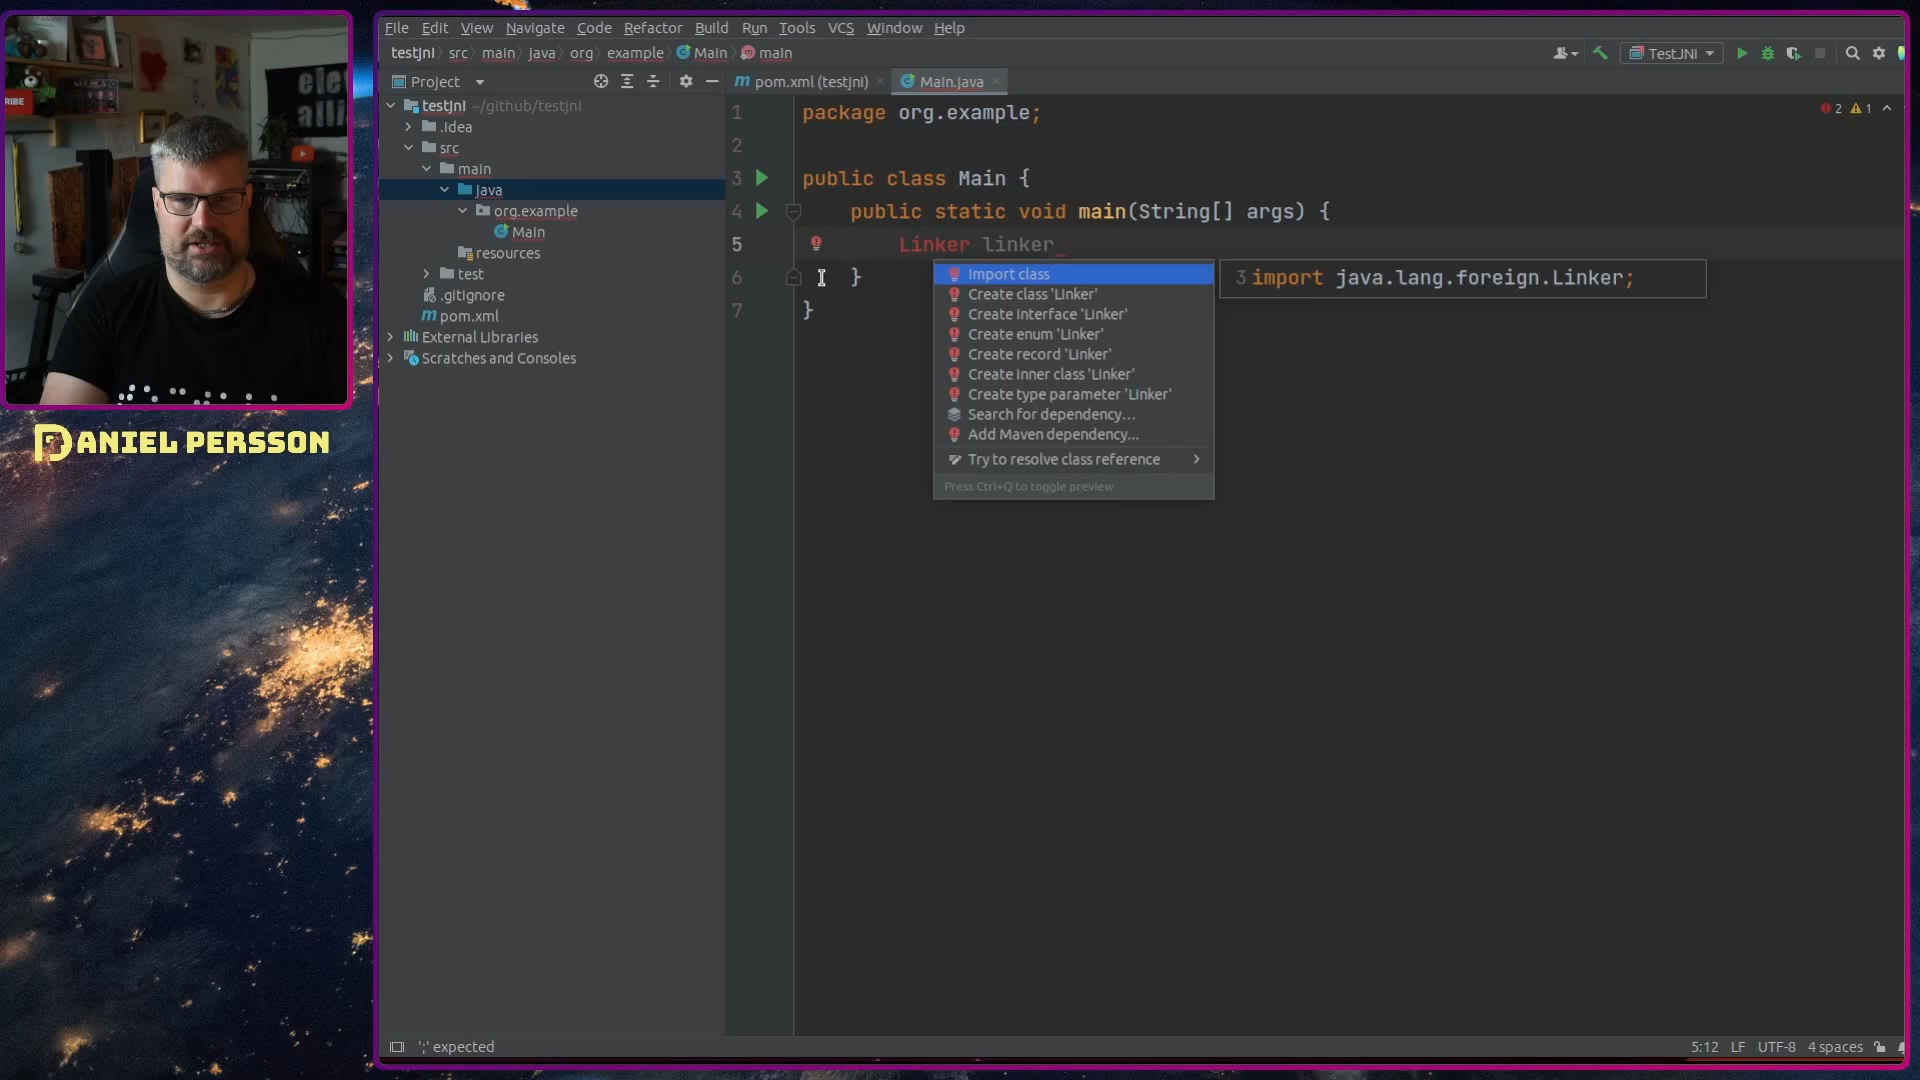 File Edit View Navigate Code Refactor Build Run Tools VCS Window Help
testjni src main java org example Main main
TestJNI
Project
pom.xml (testjni)
Main.java
testjni ~/github/testjni
.idea
src
main
java
org.example
Main
resources
test
.gitignore
pom.xml
External Libraries
Scratches and Consoles
1 package org.example;
2
3 public class Main {
4 public static void main(String[] args) {
5 Linker linker
6 }
7 }
2 1
Import class
Create class 'Linker'
Create interface 'Linker'
Create enum 'Linker'
Create record 'Linker'
Create inner class 'Linker'
Create type parameter 'Linker'
Search for dependency...
Add Maven dependency...
Try to resolve class reference
Press Ctrl+Q to toggle preview
3 import java.lang.foreign.Linker;
RIBE
DANIEL PERSSON
';' expected
5:12 LF UTF-8 4 spaces